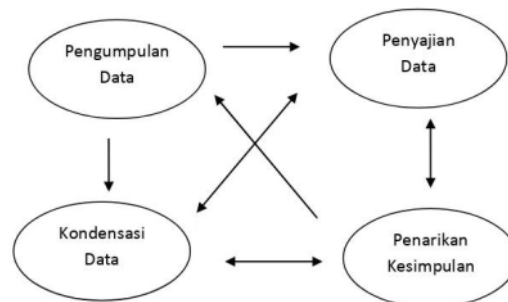 Pengumpulan
Data
Penyajian
Data
Kondensasi
Data
Penarikan
Kesimpulan